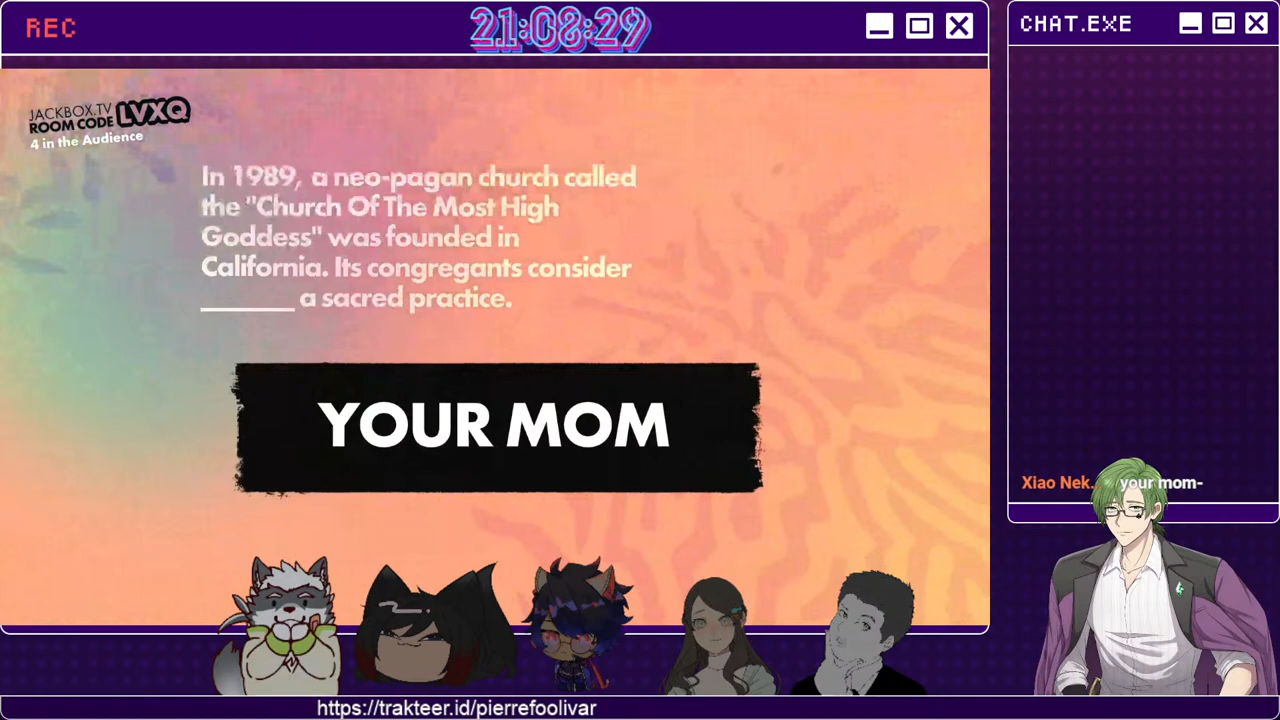 REC
21:08:29
CHAT.EXE
JACKBOX.TV
ROOM CODE LVXQ
4 in the Audience
In 1989, a neo-pagan church called
the "Church Of The Most High
Goddess" was founded in
California. Its congregants consider
______ a sacred practice.
YOUR MOM
Xiao Nek... your mom-
https://trakteer.id/pierrefoolivar